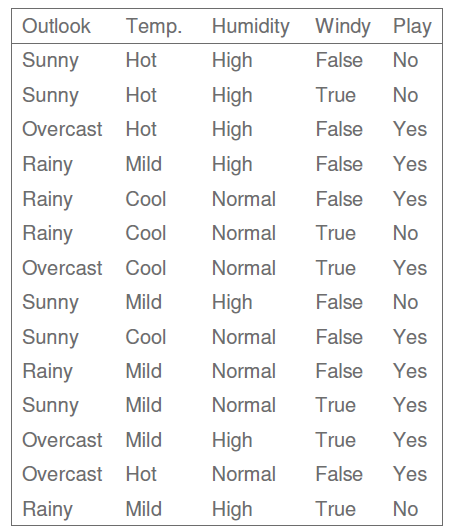 Outlook Temp. Humidity Windy Play
Sunny Hot High False No
Sunny Hot High True No
Overcast Hot High False Yes
Rainy Mild High False Yes
Rainy Cool Normal False Yes
Rainy Cool Normal True No
Overcast Cool Normal True Yes
Sunny Mild High False No
Sunny Cool Normal False Yes
Rainy Mild Normal False Yes
Sunny Mild Normal True Yes
Overcast Mild High True Yes
Overcast Hot Normal False Yes
Rainy Mild High True No